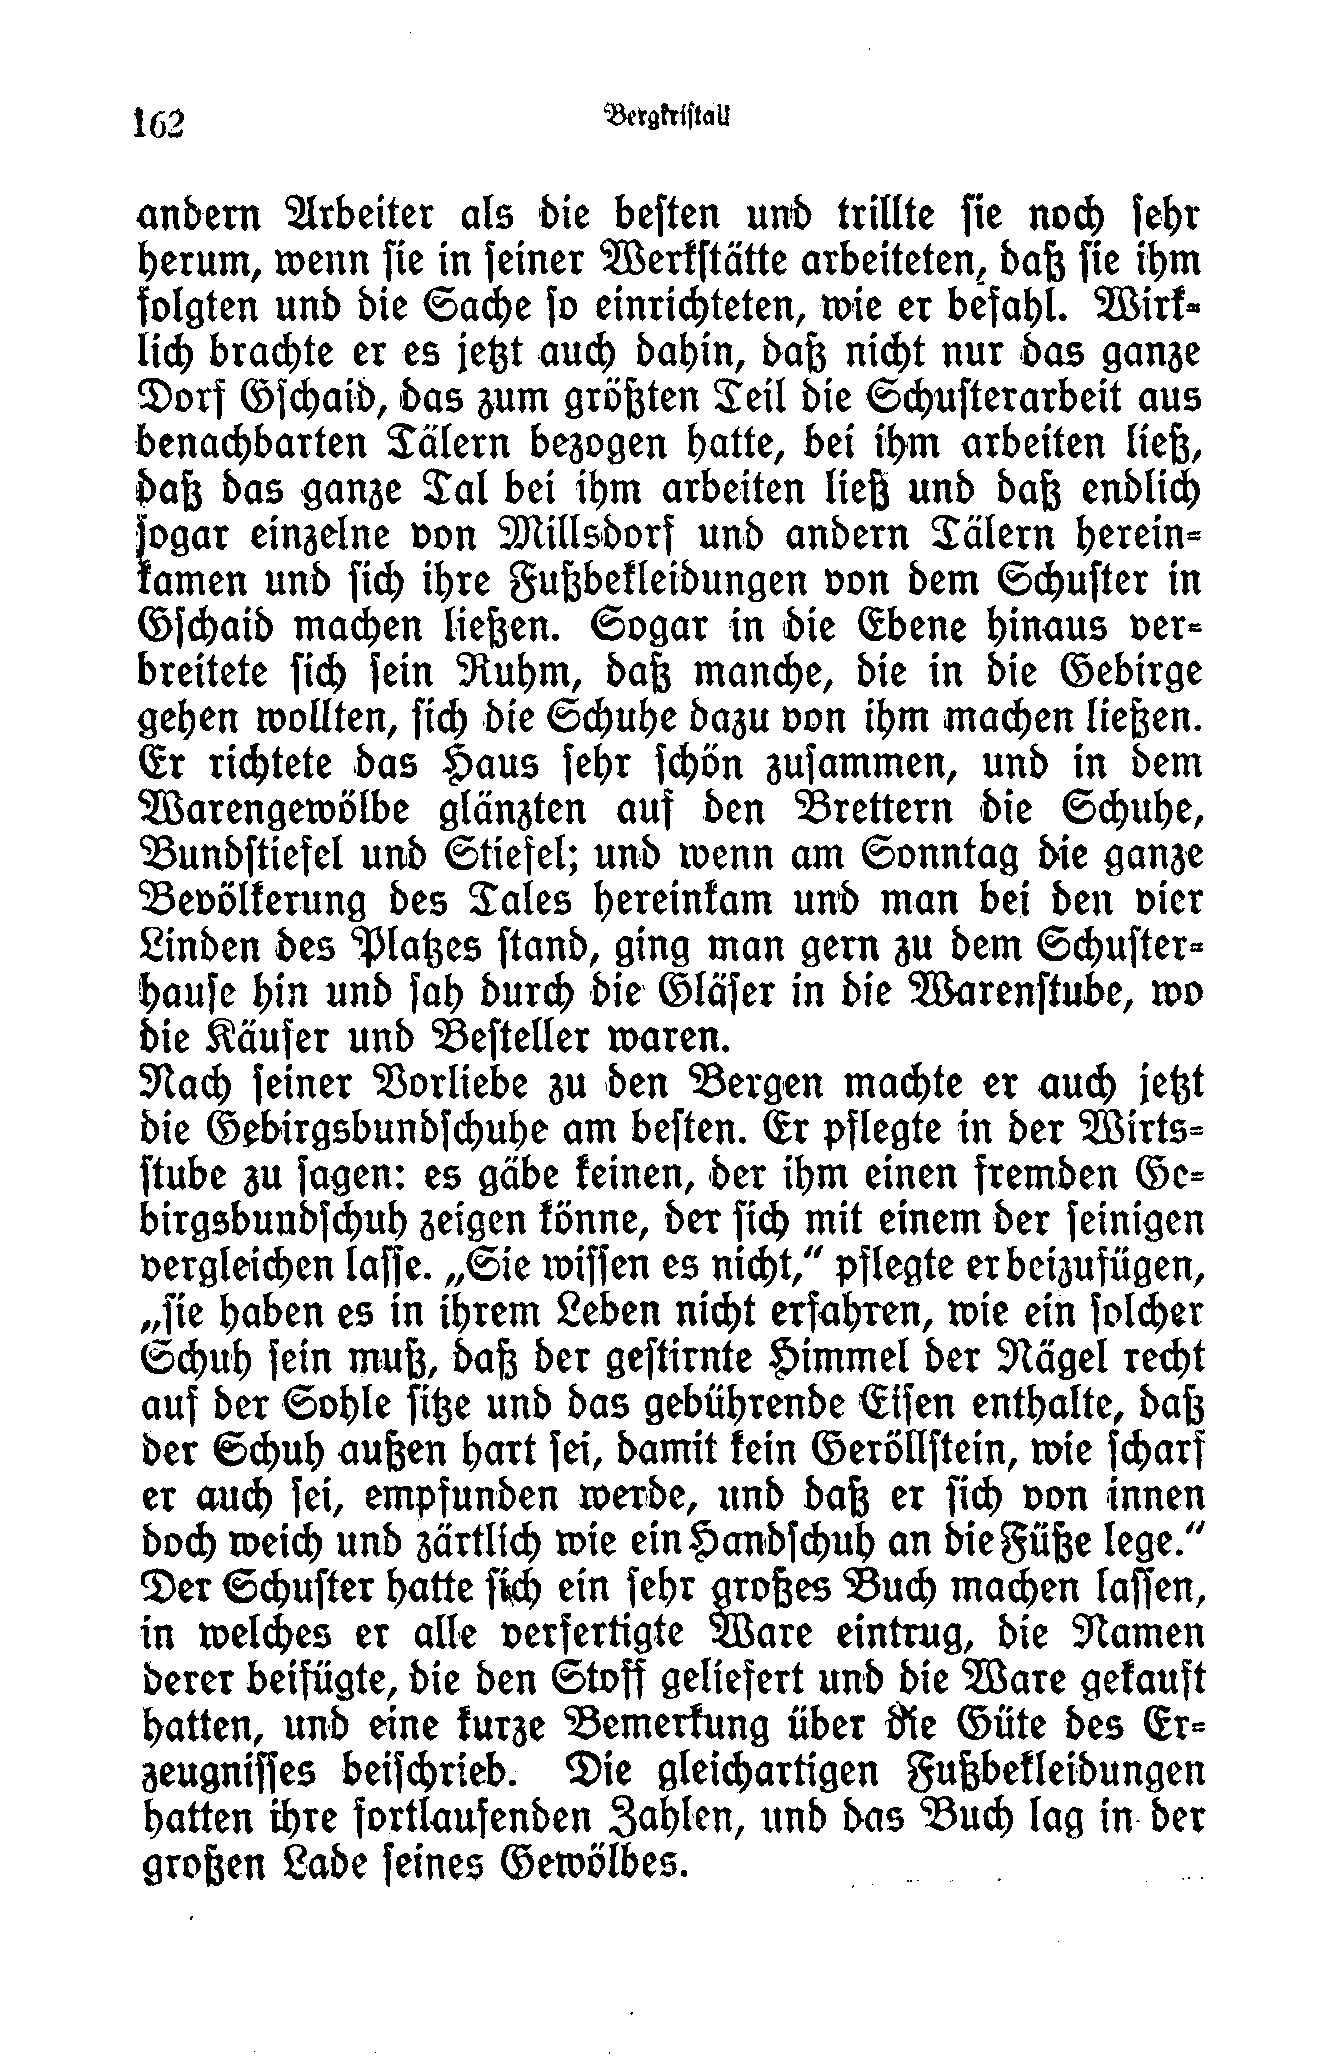 162
Bergkristall
andern Arbeiter als die besten und trillte sie noch sehr
herum, wenn sie in seiner Werkstätte arbeiteten, daß sie ihm
folgten und die Sache so einrichteten, wie er befahl. Wirk-
lich brachte er es jetzt auch dahin, daß nicht nur das ganze
Dorf Gschaid, das zum größten Teil die Schusterarbeit aus
benachbarten Tälern bezogen hatte, bei ihm arbeiten ließ,
daß das ganze Tal bei ihm arbeiten ließ und daß endlich
sogar einzelne von Millsdorf und andern Tälern herein-
kamen und sich ihre Fußbekleidungen von dem Schuster in
Gschaid machen ließen. Sogar in die Ebene hinaus ver-
breitete sich sein Ruhm, daß manche, die in die Gebirge
gehen wollten, sich die Schuhe dazu von ihm machen ließen.
Er richtete das Haus sehr schön zusammen, und in dem
Warengewölbe glänzten auf den Brettern die Schuhe,
Bundstiefel und Stiefel; und wenn am Sonntag die ganze
Bevölkerung des Tales hereinkam und man bei den vier
Linden des Platzes stand, ging man gern zu dem Schuster-
hause hin und sah durch die Gläser in die Warenstube, wo
die Käufer und Besteller waren.
Nach seiner Vorliebe zu den Bergen machte er auch jetzt
die Gebirgsbundschuhe am besten. Er pflegte in der Wirts-
stube zu sagen: es gäbe keinen, der ihm einen fremden Ge-
birgsbundschuh zeigen könne, der sich mit einem der seinigen
vergleichen lasse. „Sie wissen es nicht,“ pflegte er beizufügen,
„sie haben es in ihrem Leben nicht erfahren, wie ein solcher
Schuh sein muß, daß der gestirnte Himmel der Nägel recht
auf der Sohle sitze und das gebührende Eisen enthalte, daß
der Schuh außen hart sei, damit kein Geröllstein, wie scharf
er auch sei, empfunden werde, und daß er sich von innen
doch weich und zärtlich wie ein Handschuh an die Füße lege.“
Der Schuster hatte sich ein sehr großes Buch machen lassen,
in welches er alle verfertigte Ware eintrug, die Namen
derer beifügte, die den Stoff geliefert und die Ware gekauft
hatten, und eine kurze Bemerkung über die Güte des Er-
zeugnisses beischrieb. Die gleichartigen Fußbekleidungen
hatten ihre fortlaufenden Zahlen, und das Buch lag in der
großen Lade seines Gewölbes.